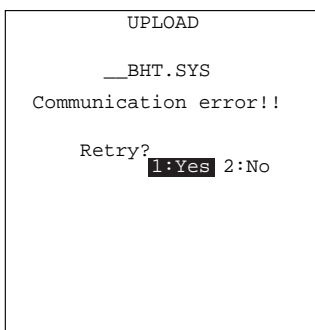 UPLOAD
__BHT.SYS
Communication error!!
Retry?
1:Yes 2:No